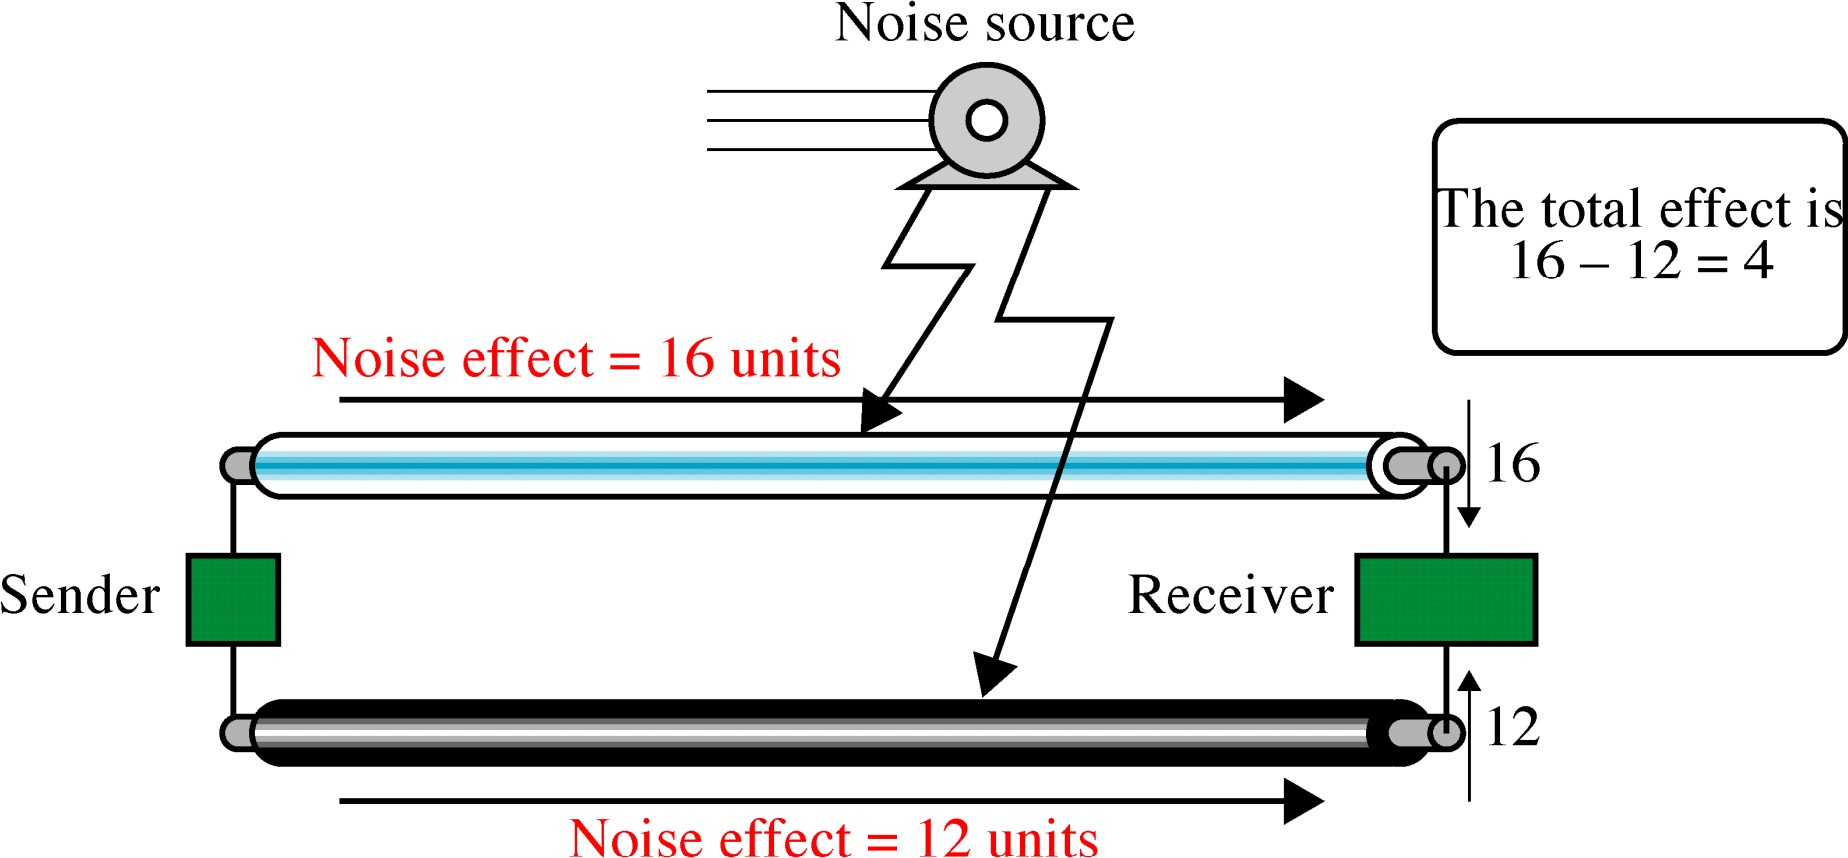 Noise source
The total effect is
16 – 12 = 4
Noise effect = 16 units
16
Sender
Receiver
12
Noise effect = 12 units